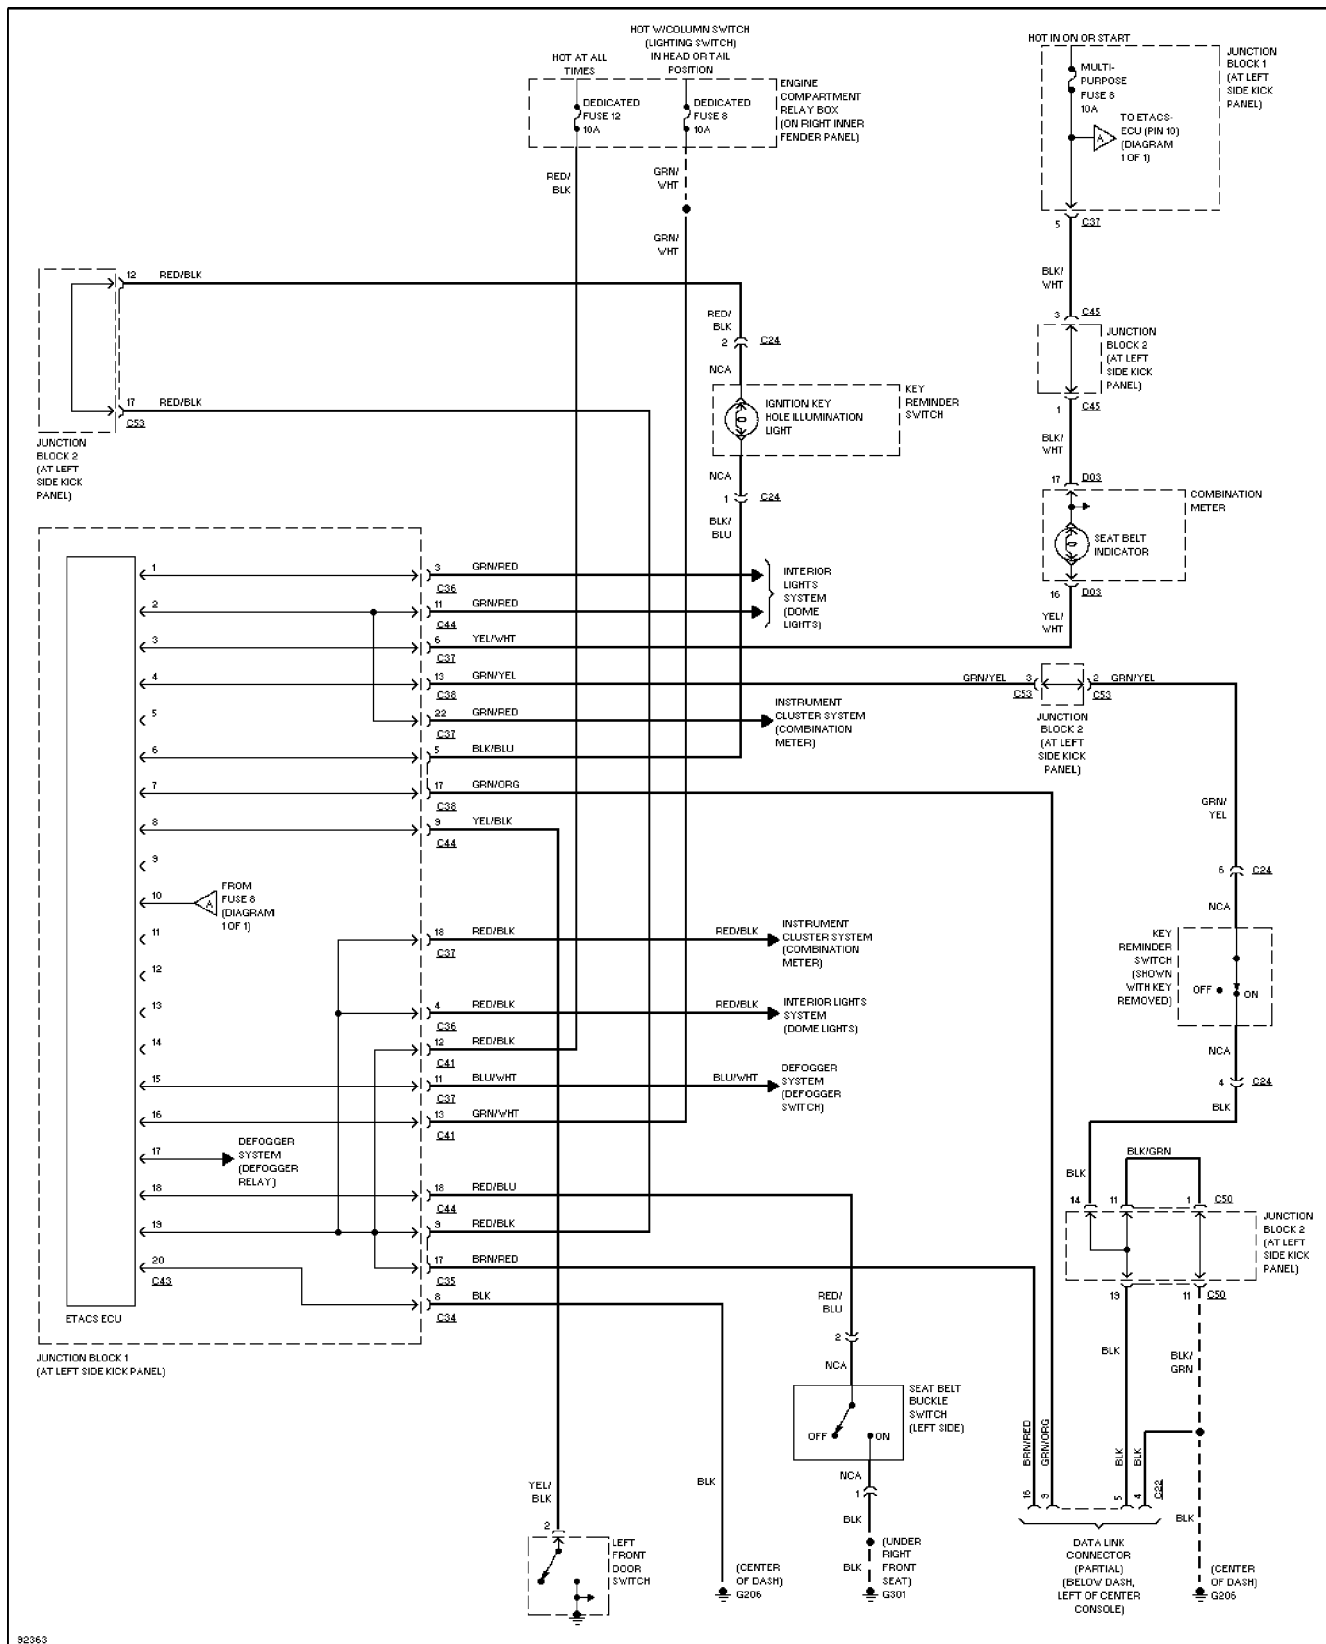 HOT W/COLUMN SWITCH
(LIGHTING SWITCH)
IN HEAD OR TAIL
POSITION
HOT AT ALL
TIMES
HOT IN ON OR START
DEDICATED
FUSE 12
10A
DEDICATED
FUSE 8
10A
ENGINE
COMPARTMENT
RELAY BOX
(ON RIGHT INNER
FENDER PANEL)
MULTI-
PURPOSE
FUSE 8
10A
TO ETACS-
ECU (PIN 10)
(DIAGRAM
1 OF 1)
A
JUNCTION
BLOCK 1
(AT LEFT
SIDE KICK
PANEL)
RED/
BLK
GRN/
WHT
GRN/
WHT
5
C37
BLK/
WHT
3
C45
JUNCTION
BLOCK 2
(AT LEFT
SIDE KICK
PANEL)
1
C45
BLK/
WHT
17
D03
COMBINATION
METER
SEAT BELT
INDICATOR
16
D03
YEL/
WHT
12
RED/BLK
17
RED/BLK
C53
JUNCTION
BLOCK 2
(AT LEFT
SIDE KICK
PANEL)
RED/
BLK
2
C24
NCA
IGNITION KEY
HOLE ILLUMINATION
LIGHT
KEY
REMINDER
SWITCH
NCA
1
C24
BLK/
BLU
1
3
GRN/RED
C36
INTERIOR
LIGHTS
SYSTEM
(DOME
LIGHTS)
2
11
GRN/RED
C44
3
6
YEL/WHT
C37
4
13
GRN/YEL
C38
GRN/YEL
3
C53
2
GRN/YEL
C53
JUNCTION
BLOCK 2
(AT LEFT
SIDE KICK
PANEL)
5
22
GRN/RED
C37
INSTRUMENT
CLUSTER SYSTEM
(COMBINATION
METER)
6
5
BLK/BLU
7
17
GRN/ORG
C38
8
9
YEL/BLK
C44
9
10
A
FROM
FUSE 8
(DIAGRAM
1 OF 1)
GRN/
YEL
6
C24
NCA
KEY
REMINDER
SWITCH
(SHOWN
WITH KEY
REMOVED)
OFF
ON
NCA
4
C24
BLK
11
18
RED/BLK
C37
RED/BLK
INSTRUMENT
CLUSTER SYSTEM
(COMBINATION
METER)
12
13
4
RED/BLK
C36
RED/BLK
INTERIOR LIGHTS
SYSTEM
(DOME LIGHTS)
14
12
RED/BLK
C41
15
11
BLU/WHT
C37
BLU/WHT
DEFOGGER
SYSTEM
(DEFOGGER
SWITCH)
16
13
GRN/WHT
C41
17
DEFOGGER
SYSTEM
(DEFOGGER
RELAY)
18
18
RED/BLU
C44
19
9
RED/BLK
20
C43
17
BRN/RED
C35
8
BLK
C34
ETACS ECU
JUNCTION BLOCK 1
(AT LEFT SIDE KICK PANEL)
BLK/GRN
BLK
14
11
1
C50
JUNCTION
BLOCK 2
(AT LEFT
SIDE KICK
PANEL)
19
11
C50
BLK
BLK/
GRN
RED/
BLU
2
NCA
SEAT BELT
BUCKLE
SWITCH
(LEFT SIDE)
OFF
ON
NCA
1
BLK
(UNDER
RIGHT
FRONT
SEAT)
BLK
G301
YEL/
BLK
2
LEFT
FRONT
DOOR
SWITCH
BLK
(CENTER
OF DASH)
G206
BRN/RED
GRN/ORG
BLK
BLK
16
9
5
4
C22
DATA LINK
CONNECTOR
(PARTIAL)
(BELOW DASH,
LEFT OF CENTER
CONSOLE)
BLK
(CENTER
OF DASH)
G206
92363